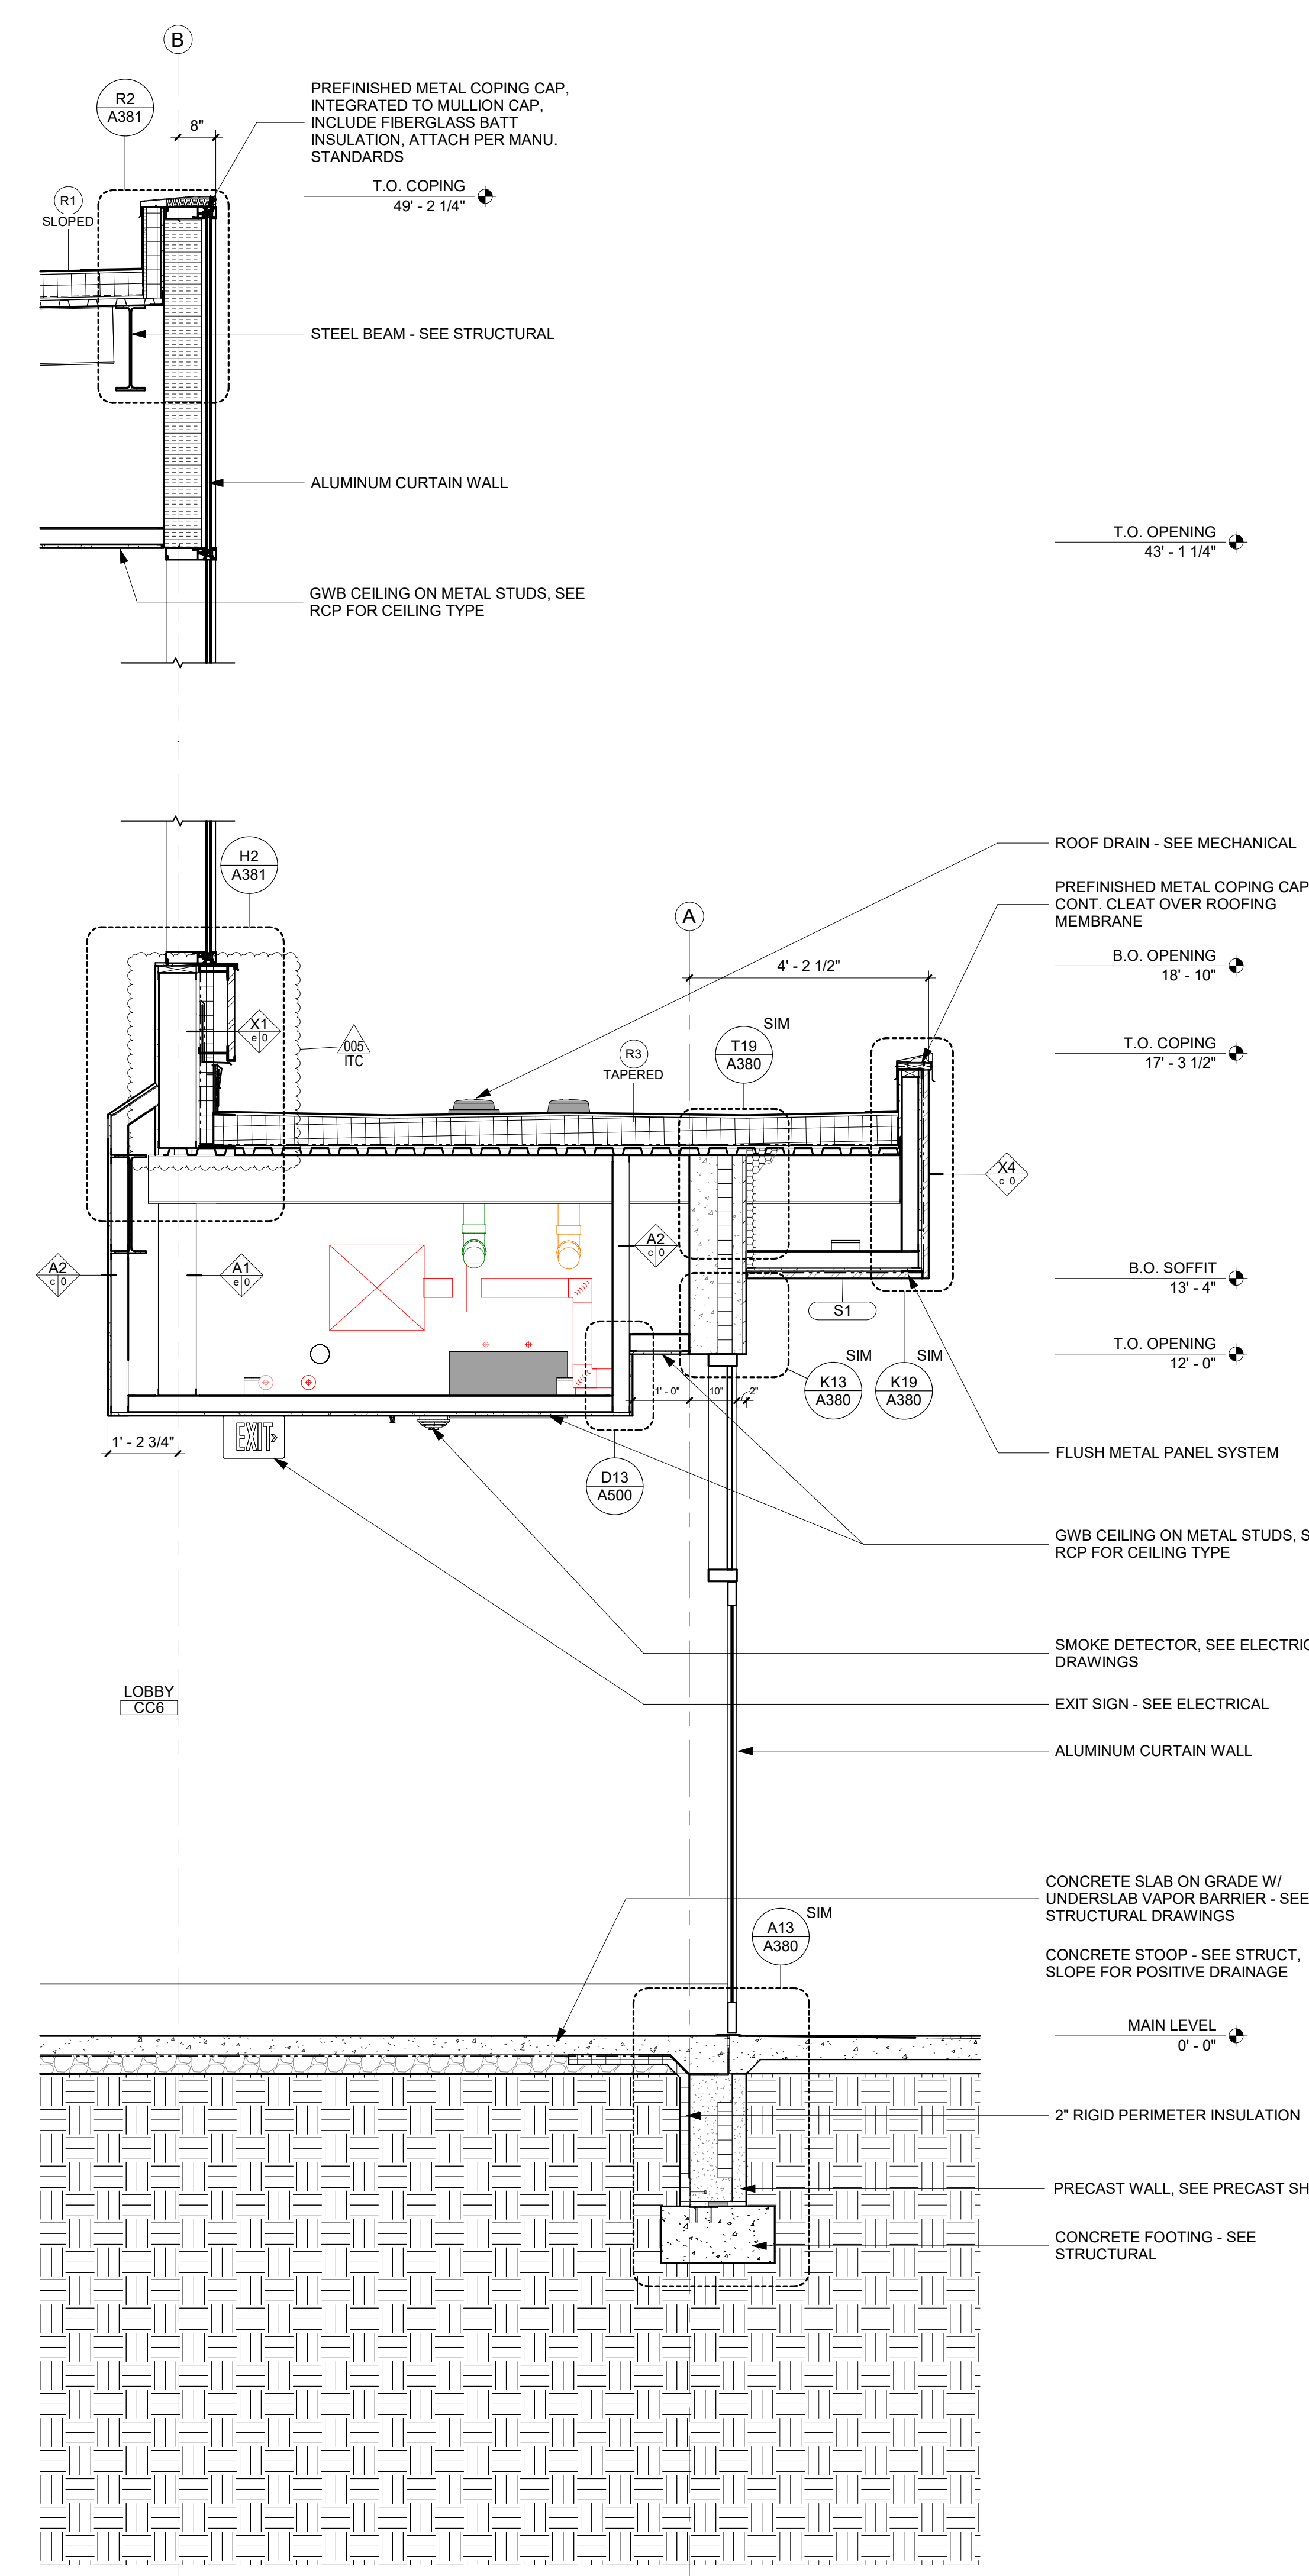 B
R2
A381
8"
PREFINISHED METAL COPING CAP,
INTEGRATED TO MULLION CAP,
INCLUDE FIBERGLASS BATT
INSULATION, ATTACH PER MANU.
STANDARDS
T.O. COPING
49' - 2 1/4"
R1
SLOPED
STEEL BEAM - SEE STRUCTURAL
ALUMINUM CURTAIN WALL
T.O. OPENING
43' - 1 1/4"
GWB CEILING ON METAL STUDS, SEE
RCP FOR CEILING TYPE
H2
A381
ROOF DRAIN - SEE MECHANICAL
PREFINISHED METAL COPING CAP
CONT. CLEAT OVER ROOFING
MEMBRANE
A
4' - 2 1/2"
B.O. OPENING
18' - 10"
X1
e 0
005
ITC
R3
TAPERED
SIM
T19
A380
T.O. COPING
17' - 3 1/2"
X4
c 0
A2
c 0
A2
c 0
A1
e 0
B.O. SOFFIT
13' - 4"
S1
T.O. OPENING
12' - 0"
SIM
K13
A380
SIM
K19
A380
1' - 0"
10"
2"
EXIT
1' - 2 3/4"
FLUSH METAL PANEL SYSTEM
D13
A500
GWB CEILING ON METAL STUDS, S
RCP FOR CEILING TYPE
SMOKE DETECTOR, SEE ELECTRIC
DRAWINGS
LOBBY
CC6
EXIT SIGN - SEE ELECTRICAL
ALUMINUM CURTAIN WALL
CONCRETE SLAB ON GRADE W/
UNDERSLAB VAPOR BARRIER - SEE
STRUCTURAL DRAWINGS
SIM
A13
A380
CONCRETE STOOP - SEE STRUCT,
SLOPE FOR POSITIVE DRAINAGE
MAIN LEVEL
0' - 0"
2" RIGID PERIMETER INSULATION
PRECAST WALL, SEE PRECAST SH
CONCRETE FOOTING - SEE
STRUCTURAL